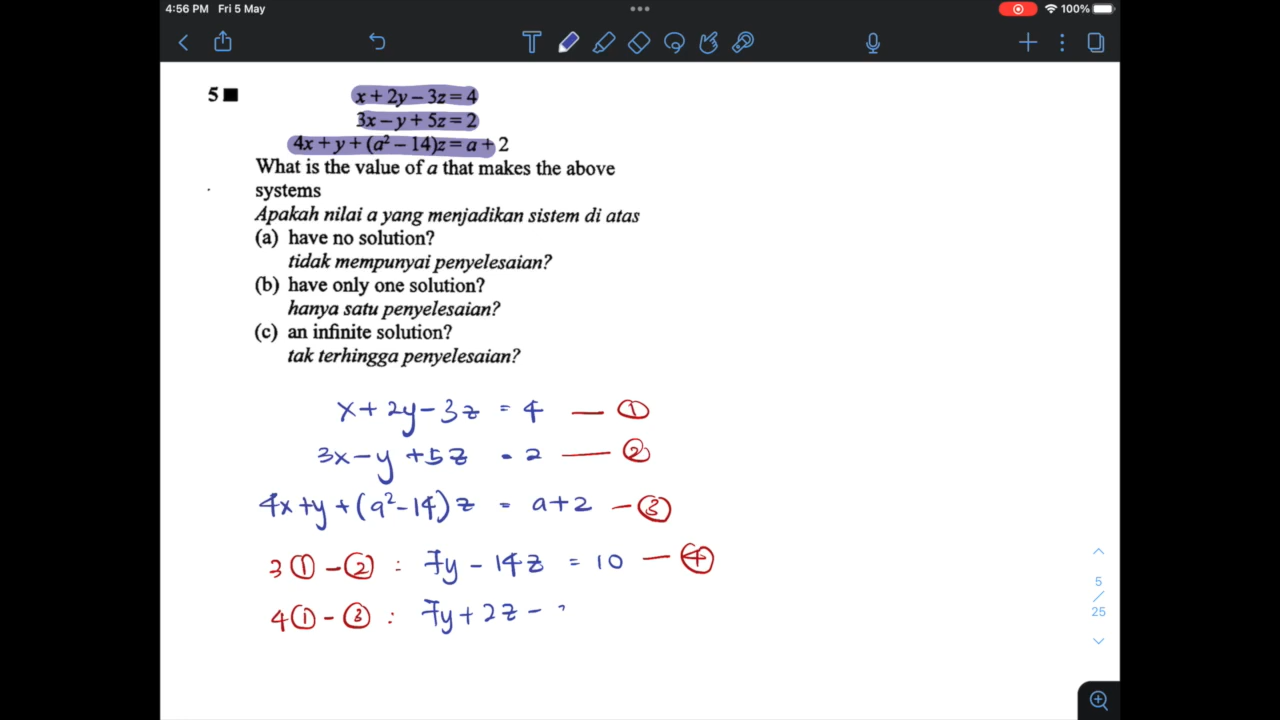 4:56 PM Fri 5 May
100%
T
5■
x + 2y − 3z = 4
3x − y + 5z = 2
4x + y + (a² − 14)z = a + 2
What is the value of a that makes the above
systems
Apakah nilai a yang menjadikan sistem di atas
(a) have no solution?
tidak mempunyai penyelesaian?
(b) have only one solution?
hanya satu penyelesaian?
(c) an infinite solution?
tak terhingga penyelesaian?
x + 2y − 3z = 4 — ①
3x − y + 5z = 2 — ②
4x + y + (a² − 14) z = a + 2 — ③
3① − ② : 7y − 14z = 10 — ④
4① − ③ : 7y + 2z −
5
/
25